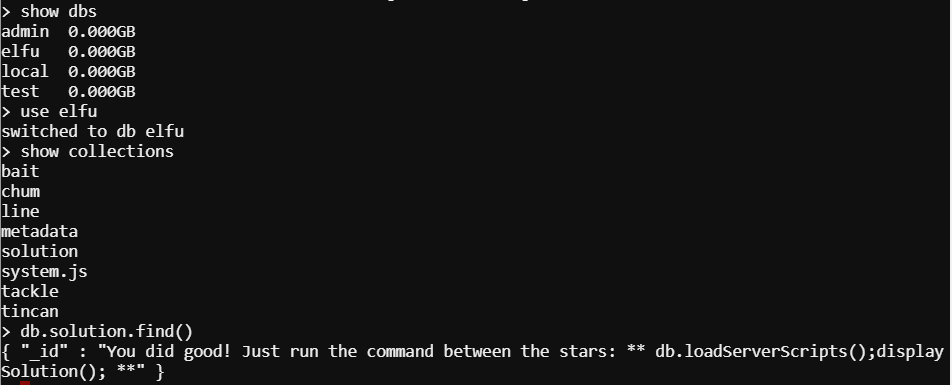 > show dbs
admin  0.000GB
elfu   0.000GB
local  0.000GB
test   0.000GB
> use elfu
switched to db elfu
> show collections
bait
chum
line
metadata
solution
system.js
tackle
tincan
> db.solution.find()
{ "_id" : "You did good! Just run the command between the stars: ** db.loadServerScripts();display
Solution(); **" }